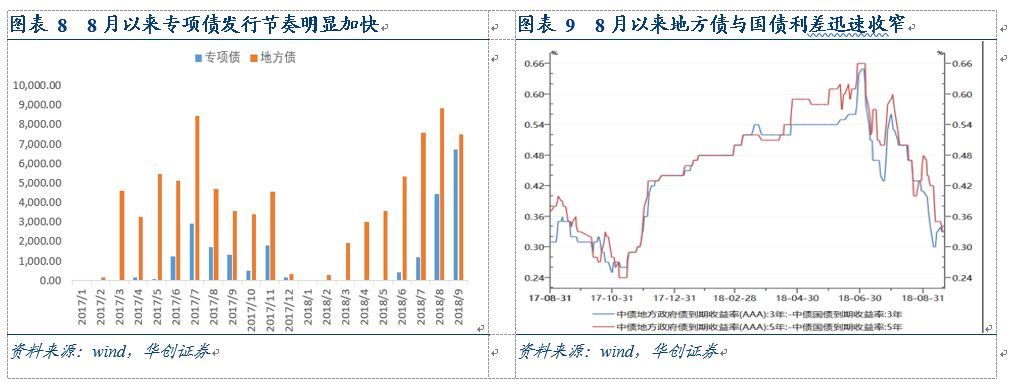 图表 8 8 月以来专项债发行节奏明显加快
专项债 地方债
10,000.00
9,000.00
8,000.00
7,000.00
6,000.00
5,000.00
4,000.00
3,000.00
2,000.00
1,000.00
0.00
2017/1 2017/2 2017/3 2017/4 2017/5 2017/6 2017/7 2017/8 2017/9 2017/10 2017/11 2017/12 2018/1 2018/2 2018/3 2018/4 2018/5 2018/6 2018/7 2018/8 2018/9
资料来源：wind，华创证券
图表 9 8 月以来地方债与国债利差迅速收窄
% %
0.66 0.66
0.60 0.60
0.54 0.54
0.48 0.48
0.42 0.42
0.36 0.36
0.30 0.30
0.24 0.24
17-08-31 17-10-31 17-12-31 18-02-28 18-04-30 18-06-30 18-08-31
中债地方政府债到期收益率(AAA):3年:-中债国债到期收益率:3年
中债地方政府债到期收益率(AAA):5年:-中债国债到期收益率:5年
资料来源：wind，华创证券